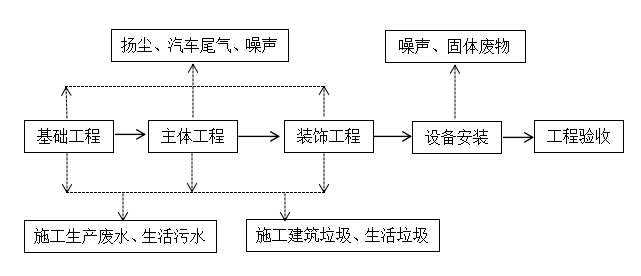 扬尘、汽车尾气、噪声
噪声、固体废物
基础工程
主体工程
装饰工程
设备安装
工程验收
施工生产废水、生活污水
施工建筑垃圾、生活垃圾